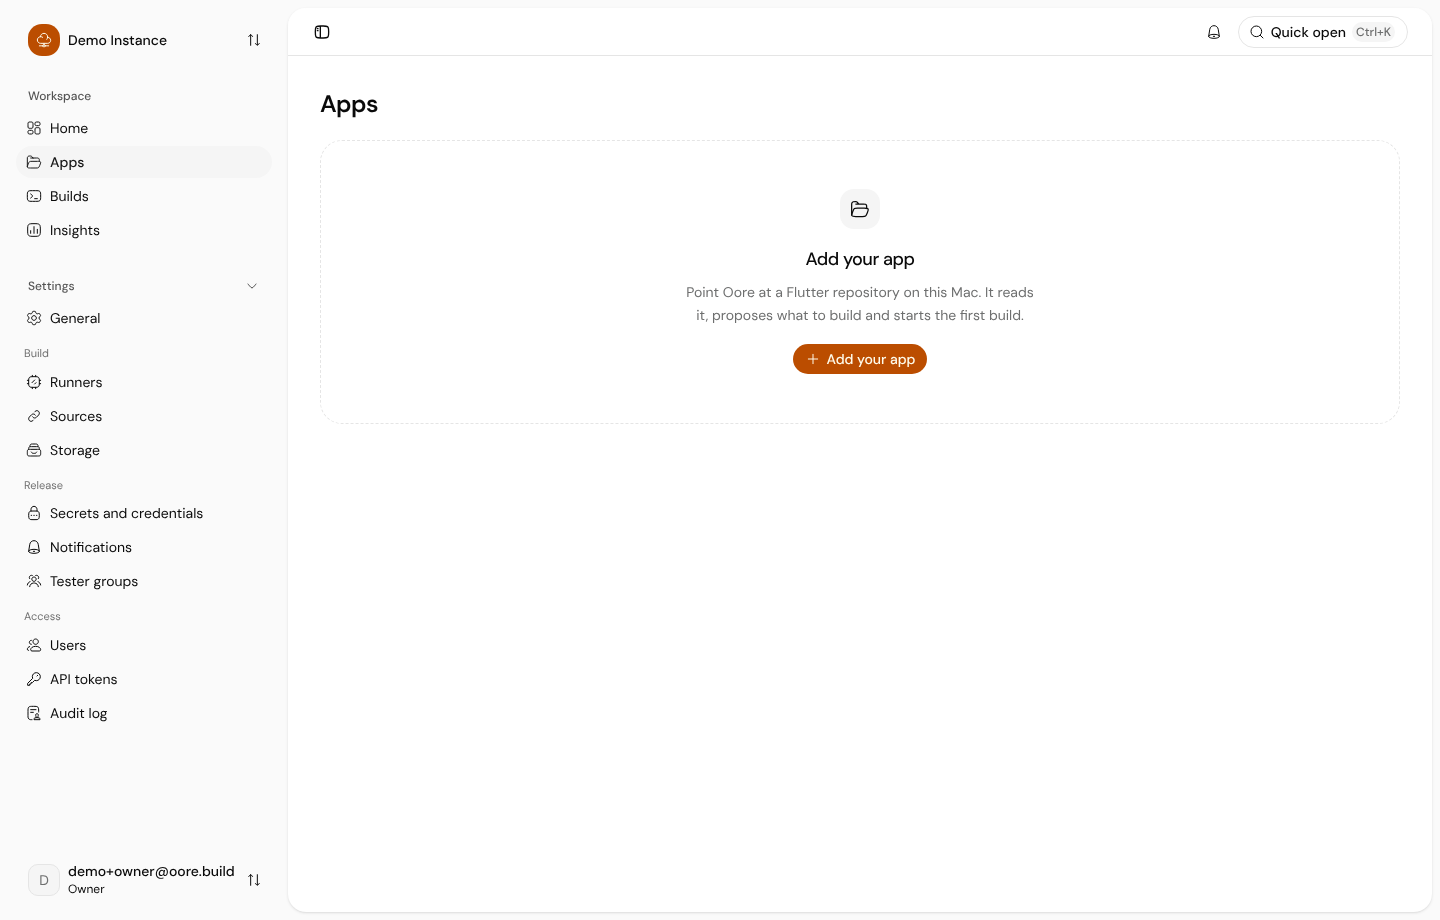 Demo Instance
Workspace
Home
Apps
Builds
Insights
Settings
General
Build
Runners
Sources
Storage
Release
Secrets and credentials
Notifications
Tester groups
Access
Users
API tokens
Audit log
D
demo+owner@oore.build
Owner
Quick open Ctrl+K
Apps
Add your app
Point Oore at a Flutter repository on this Mac. It reads
it, proposes what to build and starts the first build.
Add your app